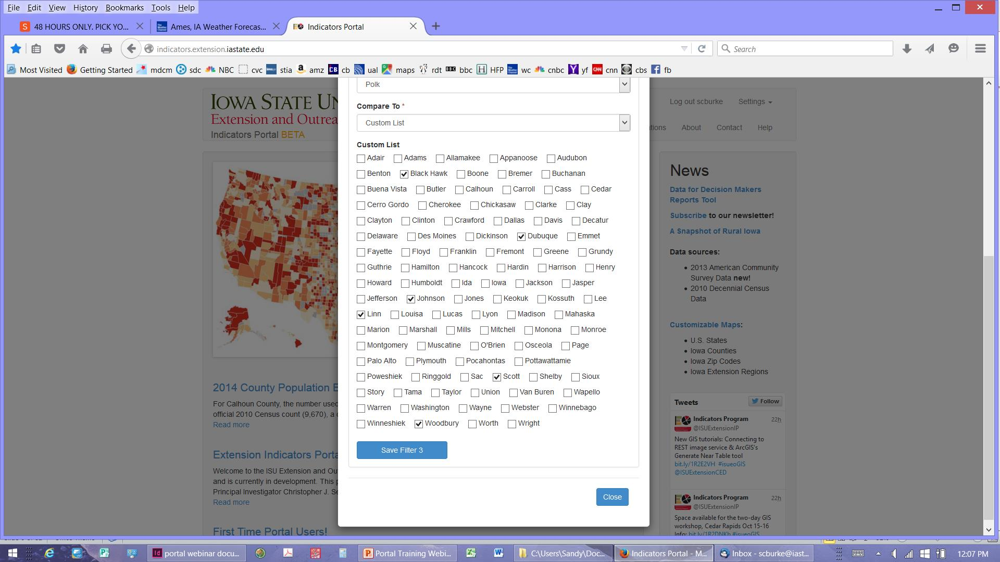 File Edit View History Bookmarks Tools Help
48 HOURS ONLY. PICK YO... Ames, IA Weather Forecas... Indicators Portal
indicators.extension.iastate.edu Search
Most Visited Getting Started mdcm sdc NBC cvc stia amz cb ual maps rdt bbc HFP wc cnbc yf cnn cbs fb
IOWA STATE UN
Extension and Outrea
Indicators Portal BETA
Log out scburke Settings
About Contact Help
Polk
Compare To *
Custom List
Custom List
Adair Adams Allamakee Appanoose Audubon
Benton Black Hawk Boone Bremer Buchanan
Buena Vista Butler Calhoun Carroll Cass Cedar
Cerro Gordo Cherokee Chickasaw Clarke Clay
Clayton Clinton Crawford Dallas Davis Decatur
Delaware Des Moines Dickinson Dubuque Emmet
Fayette Floyd Franklin Fremont Greene Grundy
Guthrie Hamilton Hancock Hardin Harrison Henry
Howard Humboldt Ida Iowa Jackson Jasper
Jefferson Johnson Jones Keokuk Kossuth Lee
Linn Louisa Lucas Lyon Madison Mahaska
Marion Marshall Mills Mitchell Monona Monroe
Montgomery Muscatine O'Brien Osceola Page
Palo Alto Plymouth Pocahontas Pottawattamie
Poweshiek Ringgold Sac Scott Shelby Sioux
Story Tama Taylor Union Van Buren Wapello
Warren Washington Wayne Webster Winnebago
Winneshiek Woodbury Worth Wright
Save Filter 3
Close
2014 County Population E
For Calhoun County, the number used
official 2010 Census count (9,670), a c
Read more
Extension Indicators Porta
Welcome to the ISU Extension and Ou
and is currently in development. This p
Principal Investigator Christopher J. Se
Read more
First Time Portal Users!
News
Data for Decision Makers
Reports Tool
Subscribe to our newsletter!
A Snapshot of Rural Iowa
Data sources:
2013 American Community
Survey Data new!
2010 Decennial Census
Data
Customizable Maps:
U.S. States
Iowa Counties
Iowa Zip Codes
Iowa Extension Regions
Tweets Follow
Indicators Program 22h
@ISUExtensionIP
New GIS tutorials: Connecting to
REST image service & ArcGIS's
Generate Near Table tool
bit.ly/1R2E2VH #isueoGIS
@ISUExtensionCED
Indicators Program 22h
@ISUExtensionIP
Space available for the two-day GIS
workshop, Cedar Rapids Oct 15-16
Info: bit.ly/1R2DNKh #isueoGIS
portal webinar docu... Portal Training Webi... C:\Users\Sandy\Doc... Indicators Portal - M... Inbox - scburke@iast... 12:07 PM